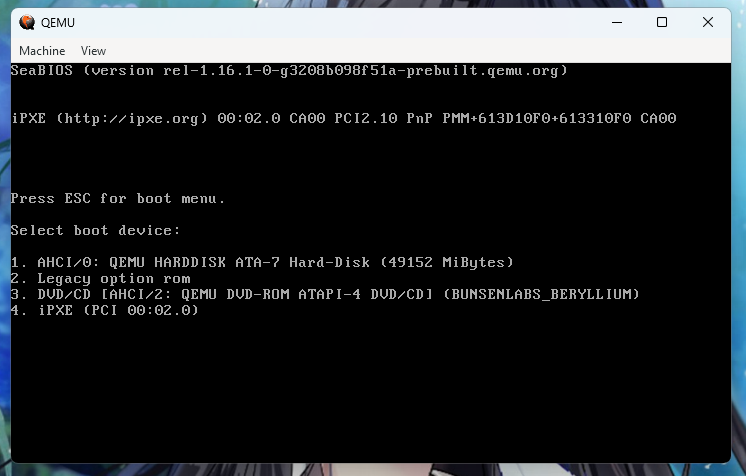 QEMU
Machine View
SeaBIOS (version rel-1.16.1-0-g3208b098f51a-prebuilt.qemu.org)
iPXE (http://ipxe.org) 00:02.0 CA00 PCI2.10 PnP PMM+613D10F0+613310F0 CA00
Press ESC for boot menu.
Select boot device:
1. AHCI/0: QEMU HARDDISK ATA-7 Hard-Disk (49152 MiBytes)
2. Legacy option rom
3. DVD/CD [AHCI/2: QEMU DVD-ROM ATAPI-4 DVD/CD] (BUNSENLABS_BERYLLIUM)
4. iPXE (PCI 00:02.0)